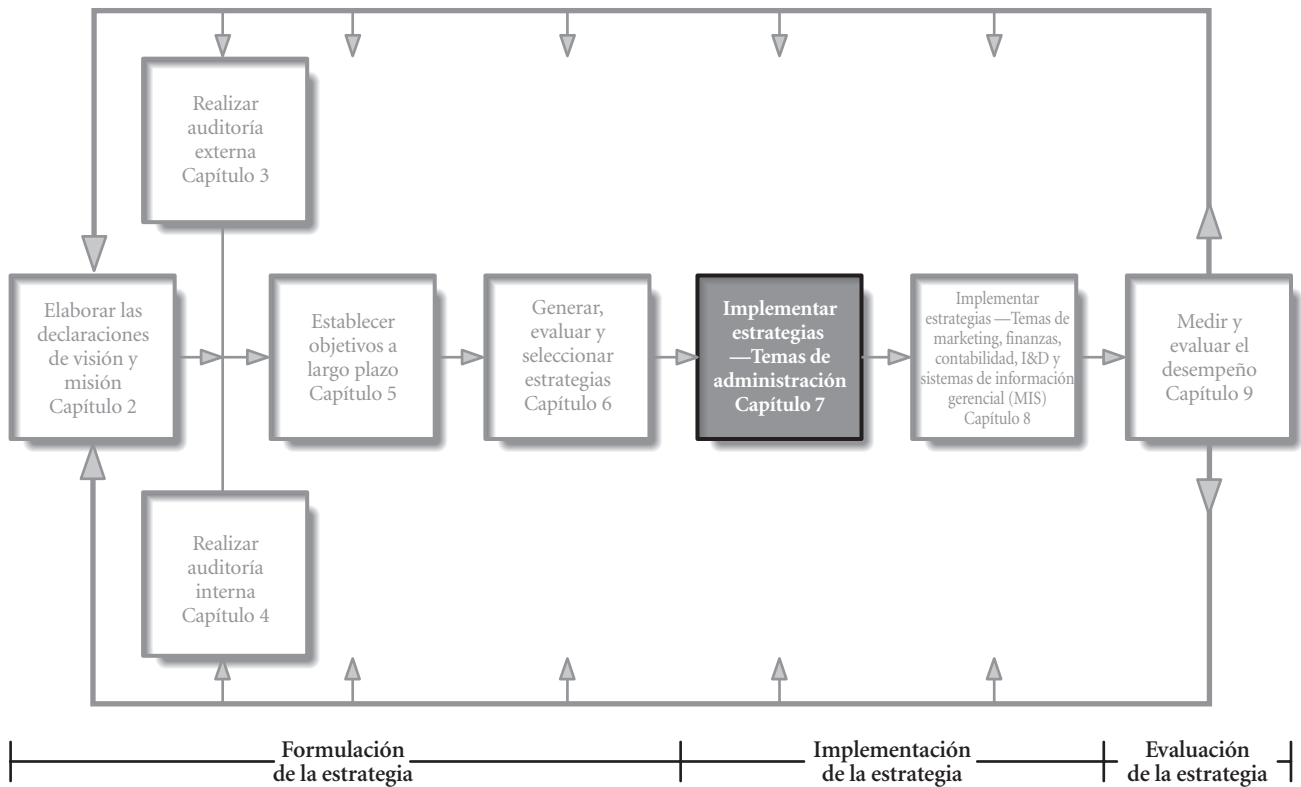 Realizar
auditoría
externa
Capítulo 3
Elaborar las
declaraciones
de visión y
misión
Capítulo 2
Establecer
objetivos a
largo plazo
Capítulo 5
Generar,
evaluar y
seleccionar
estrategias
Capítulo 6
Implementar
estrategias
—Temas de
administración
Capítulo 7
Implementar
estrategias —Temas de
marketing, finanzas,
contabilidad, I&D y
sistemas de información
gerencial (MIS)
Capítulo 8
Medir y
evaluar el
desempeño
Capítulo 9
Realizar
auditoría
interna
Capítulo 4
Formulación
de la estrategia
Implementación
de la estrategia
Evaluación
de la estrategia